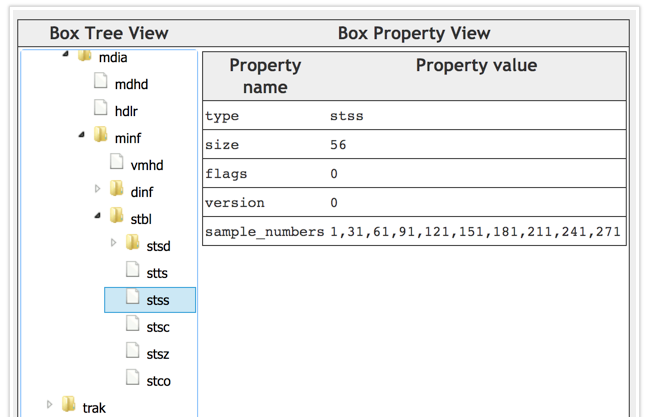 Box Tree View
Box Property View
mdia
mdhd
hdlr
minf
vmhd
dinf
stbl
stsd
stts
stss
stsc
stsz
stco
trak
Property name
Property value
type stss
size 56
flags 0
version 0
sample_numbers 1,31,61,91,121,151,181,211,241,271